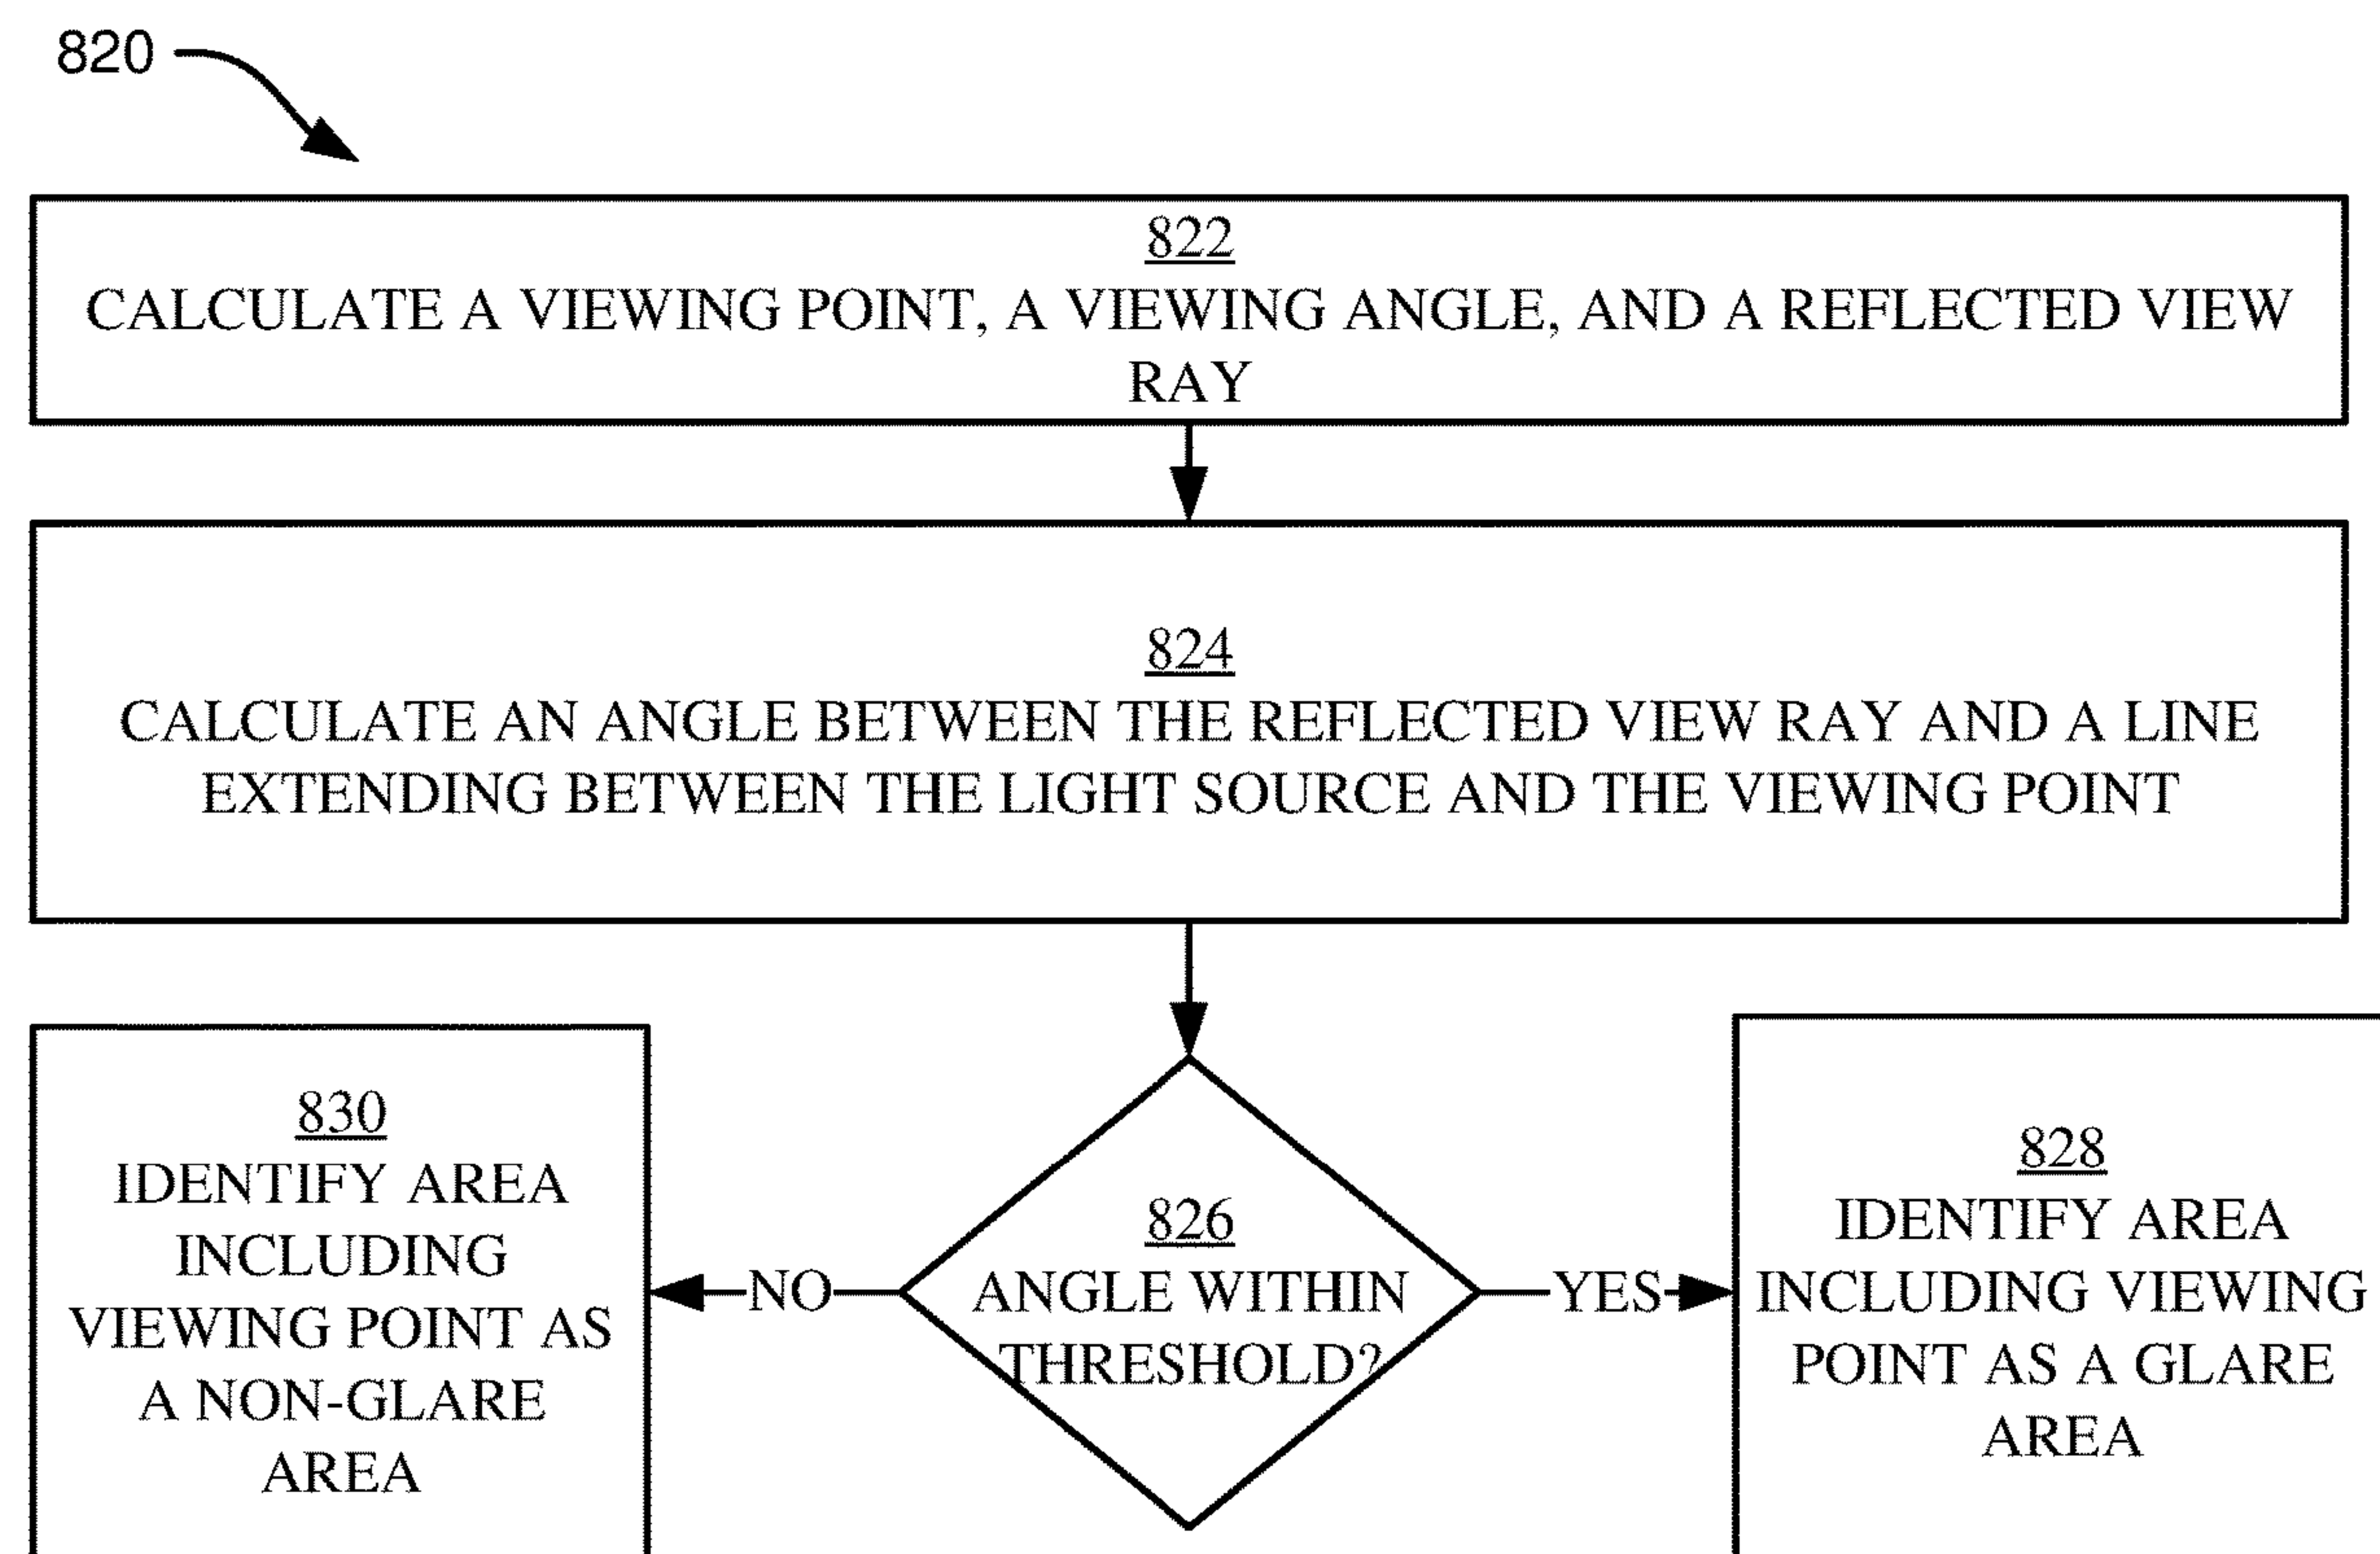 820
822
CALCULATE A VIEWING POINT, A VIEWING ANGLE, AND A REFLECTED VIEW
RAY
824
CALCULATE AN ANGLE BETWEEN THE REFLECTED VIEW RAY AND A LINE
EXTENDING BETWEEN THE LIGHT SOURCE AND THE VIEWING POINT
830
IDENTIFY AREA
INCLUDING
VIEWING POINT AS
A NON-GLARE
AREA
NO
826
ANGLE WITHIN
THRESHOLD?
YES
828
IDENTIFY AREA
INCLUDING VIEWING
POINT AS A GLARE
AREA